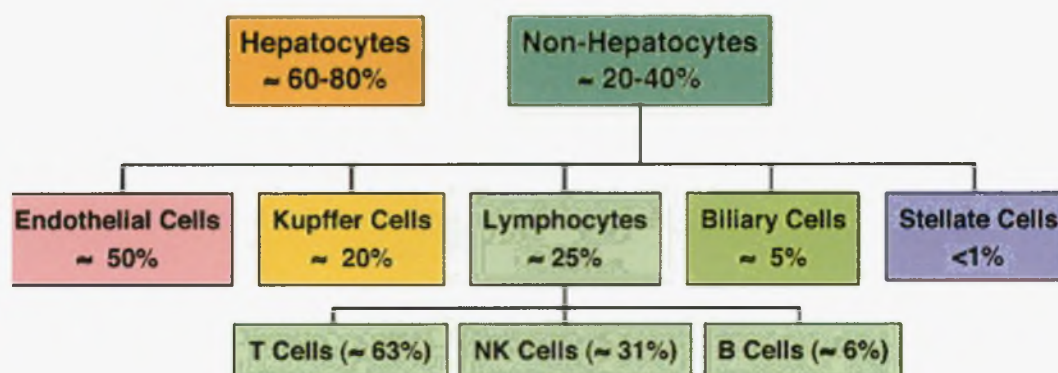 Hepatocytes
~ 60-80%
Non-Hepatocytes
~ 20-40%
Endothelial Cells
~ 50%
Kupffer Cells
~ 20%
Lymphocytes
~ 25%
Biliary Cells
~ 5%
Stellate Cells
<1%
T Cells (~ 63%)
NK Cells (~ 31%)
B Cells (~ 6%)